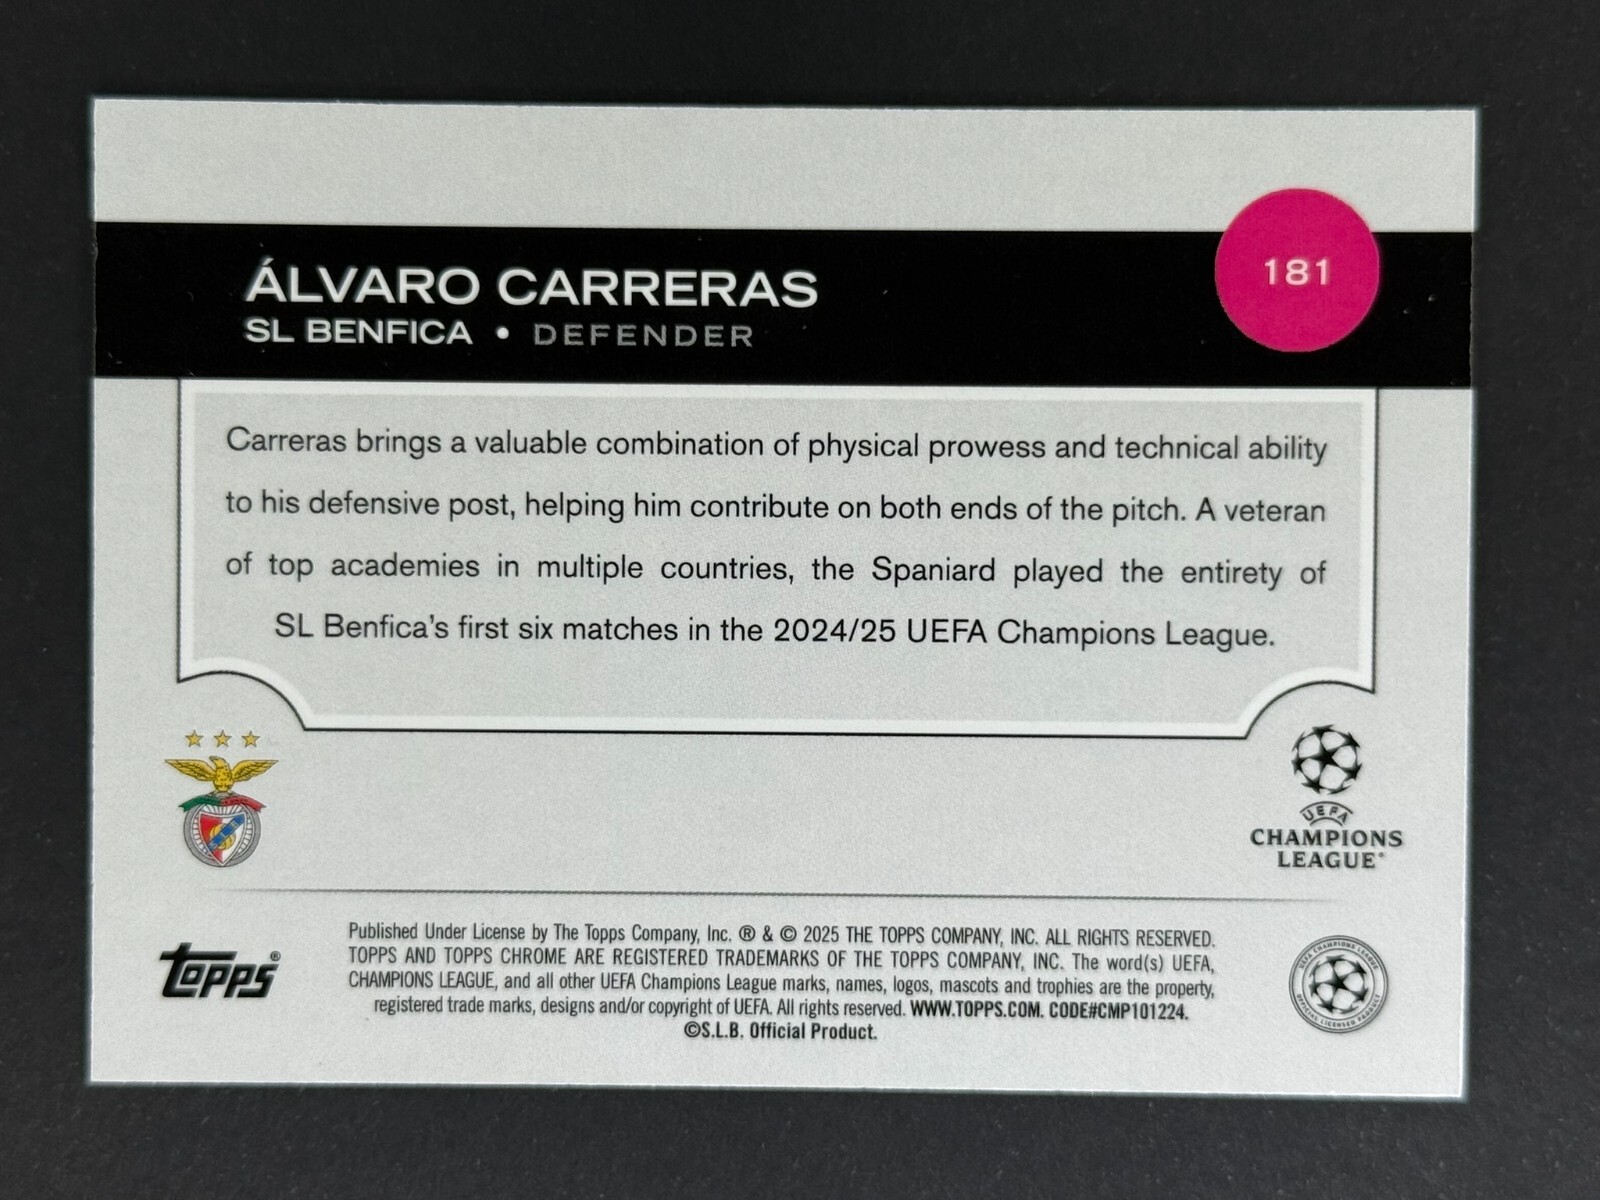 ÁLVARO CARRERAS
181
SL BENFICA • DEFENDER
Carreras brings a valuable combination of physical prowess and technical ability
to his defensive post, helping him contribute on both ends of the pitch. A veteran
of top academies in multiple countries, the Spaniard played the entirety of
SL Benfica's first six matches in the 2024/25 UEFA Champions League.
UEFA
CHAMPIONS
LEAGUE®
topps®
Published Under License by The Topps Company, Inc. ® & © 2025 THE TOPPS COMPANY, INC. ALL RIGHTS RESERVED.
TOPPS AND TOPPS CHROME ARE REGISTERED TRADEMARKS OF THE TOPPS COMPANY, INC. The word(s) UEFA,
CHAMPIONS LEAGUE, and all other UEFA Champions League marks, names, logos, mascots and trophies are the property,
registered trade marks, designs and/or copyright of UEFA. All rights reserved. WWW.TOPPS.COM. CODE#CMP101224.
©S.L.B. Official Product.
UEFA CHAMPIONS LEAGUE
OFFICIAL LICENSED PRODUCT